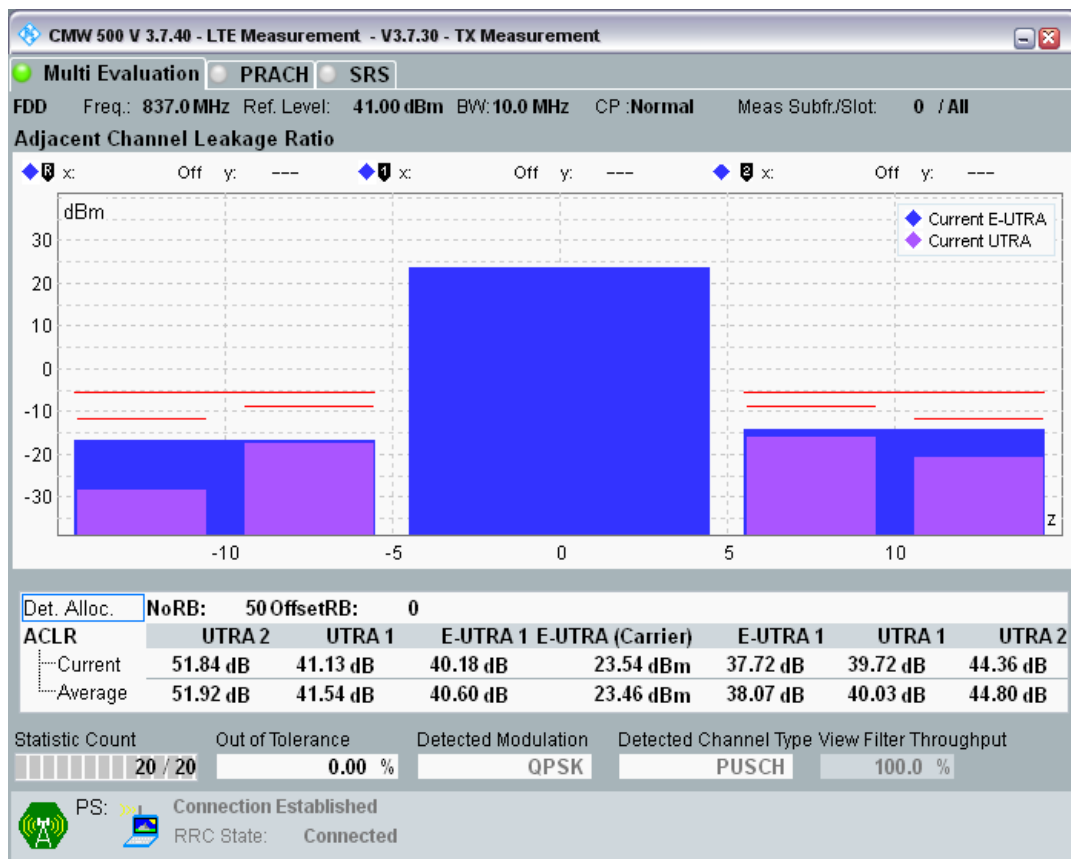 CMW 500 V 3.7.40 - LTE Measurement - V3.7.30 - TX Measurement
Multi Evaluation PRACH SRS
FDD Freq.: 837.0 MHz Ref. Level: 41.00 dBm BW: 10.0 MHz CP :Normal Meas Subfr./Slot: 0 / All
Adjacent Channel Leakage Ratio
R x: Off y: --- 1 x: Off y: --- 2 x: Off y: ---
dBm
Current E-UTRA
Current UTRA
30
20
10
0
-10
-20
-30
z
-10 -5 0 5 10
Det. Alloc. NoRB: 50 OffsetRB: 0
ACLR UTRA 2 UTRA 1 E-UTRA 1 E-UTRA (Carrier) E-UTRA 1 UTRA 1 UTRA 2
Current 51.84 dB 41.13 dB 40.18 dB 23.54 dBm 37.72 dB 39.72 dB 44.36 dB
Average 51.92 dB 41.54 dB 40.60 dB 23.46 dBm 38.07 dB 40.03 dB 44.80 dB
Statistic Count Out of Tolerance Detected Modulation Detected Channel Type View Filter Throughput
20 / 20 0.00 % QPSK PUSCH 100.0 %
PS: Connection Established
RRC State: Connected